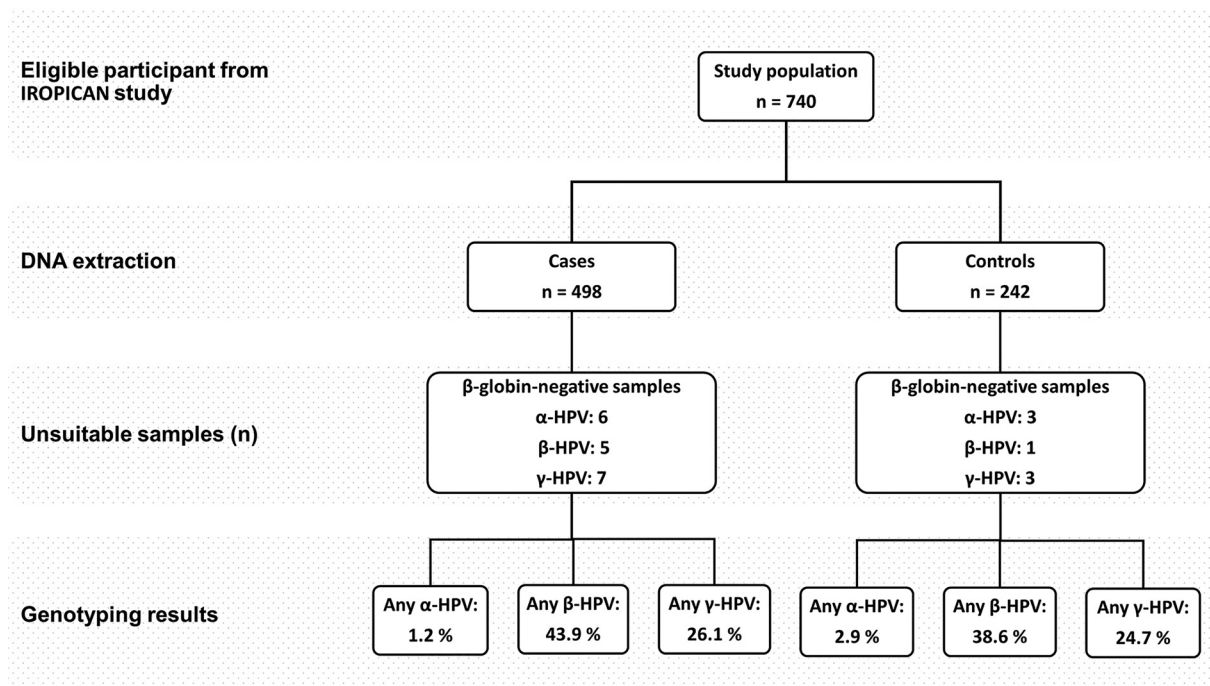 Eligible participant from
IROPICAN study
Study population
n = 740
DNA extraction
Cases
n = 498
Controls
n = 242
Unsuitable samples (n)
β-globin-negative samples
α-HPV: 6
β-HPV: 5
γ-HPV: 7
β-globin-negative samples
α-HPV: 3
β-HPV: 1
γ-HPV: 3
Genotyping results
Any α-HPV:
1.2 %
Any β-HPV:
43.9 %
Any γ-HPV:
26.1 %
Any α-HPV:
2.9 %
Any β-HPV:
38.6 %
Any γ-HPV:
24.7 %